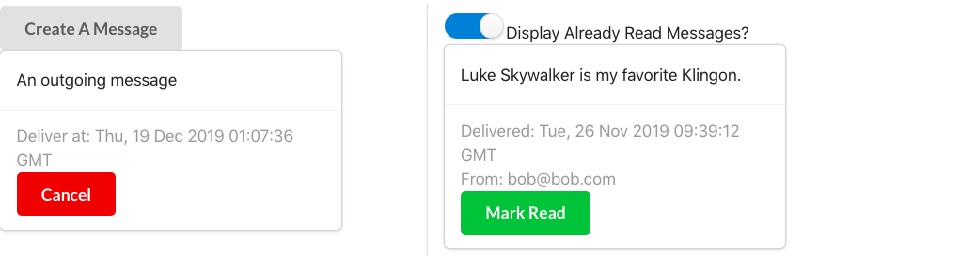 Create A Message
An outgoing message
Deliver at: Thu, 19 Dec 2019 01:07:36
GMT
Cancel
Display Already Read Messages?
Luke Skywalker is my favorite Klingon.
Delivered: Tue, 26 Nov 2019 09:39:12
GMT
From: bob@bob.com
Mark Read